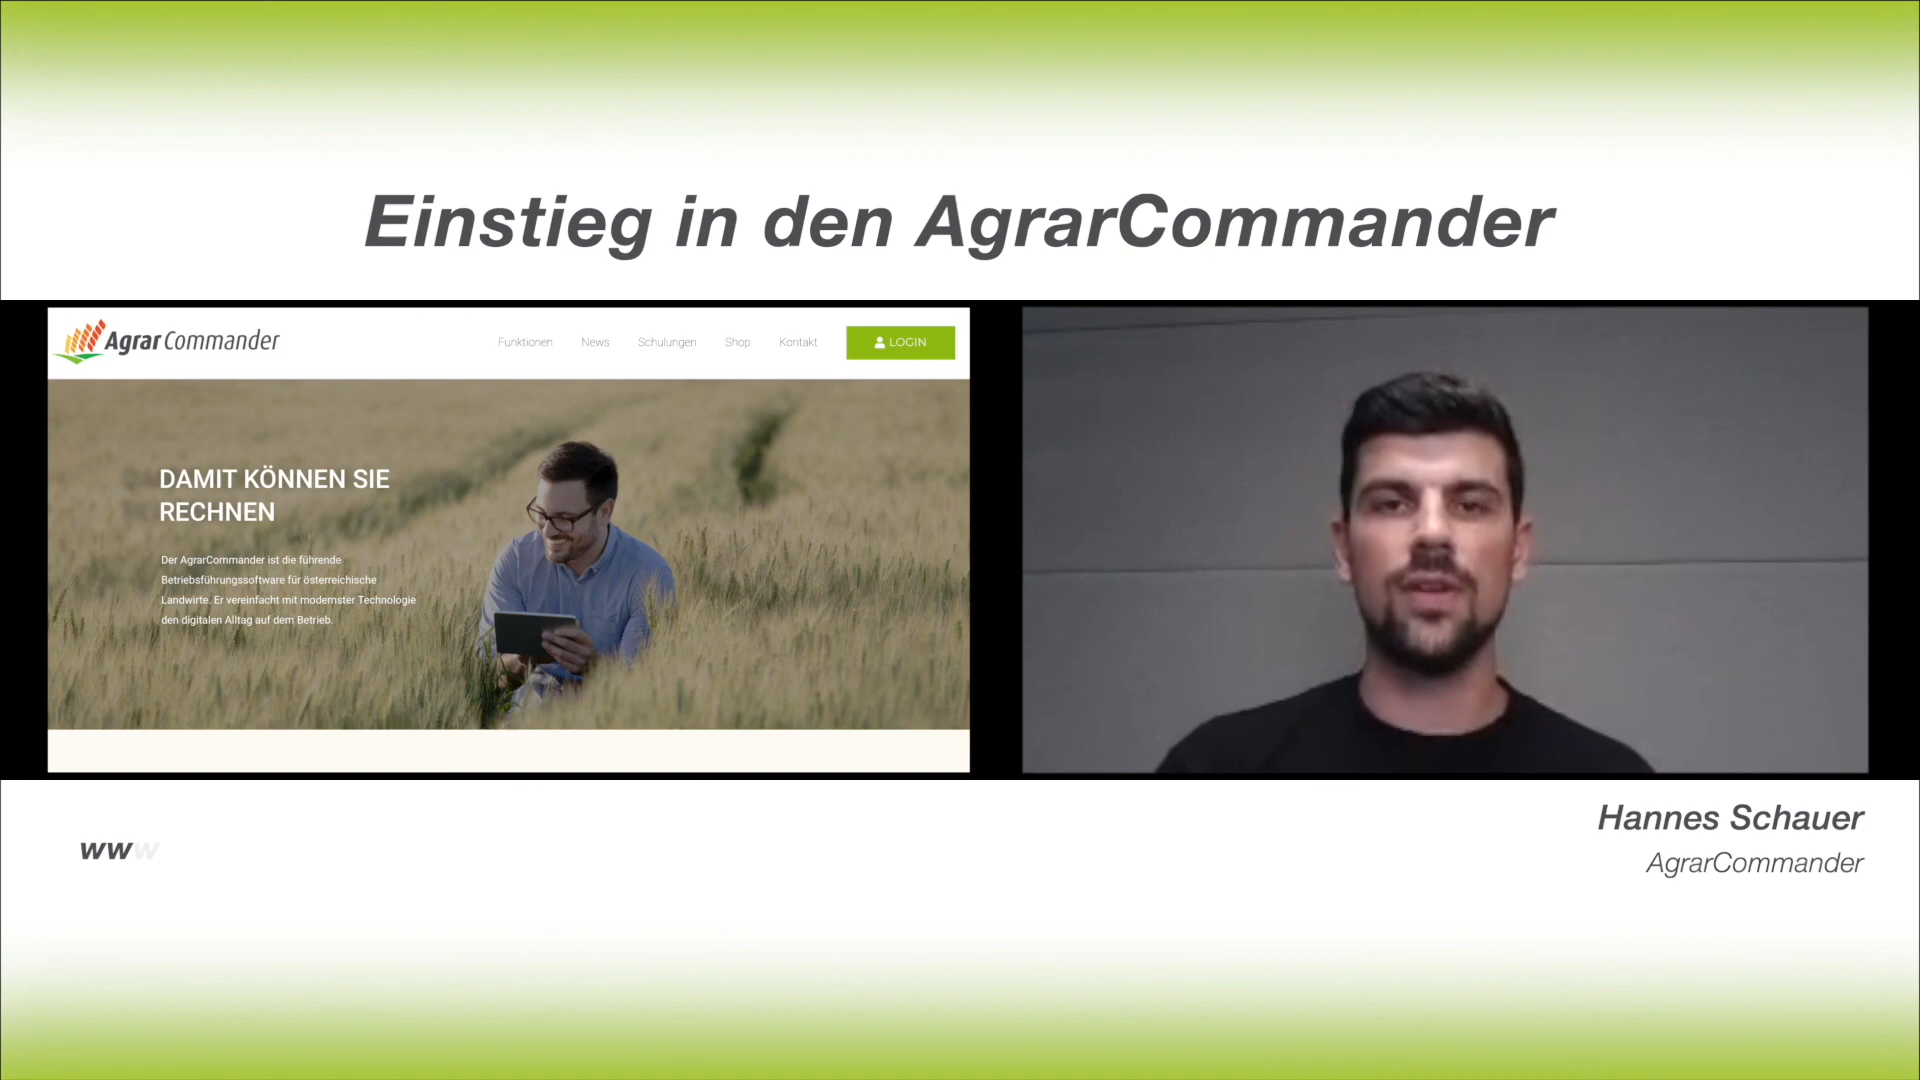 Einstieg in den AgrarCommander
Agrar Commander
Funktionen News Schulungen Shop Kontakt LOGIN
DAMIT KÖNNEN SIE
RECHNEN
Der AgrarCommander ist die führende
Betriebsführungssoftware für österreichische
Landwirte. Er vereinfacht mit modernster Technologie
den digitalen Alltag auf dem Betrieb.
Hannes Schauer
www
AgrarCommander